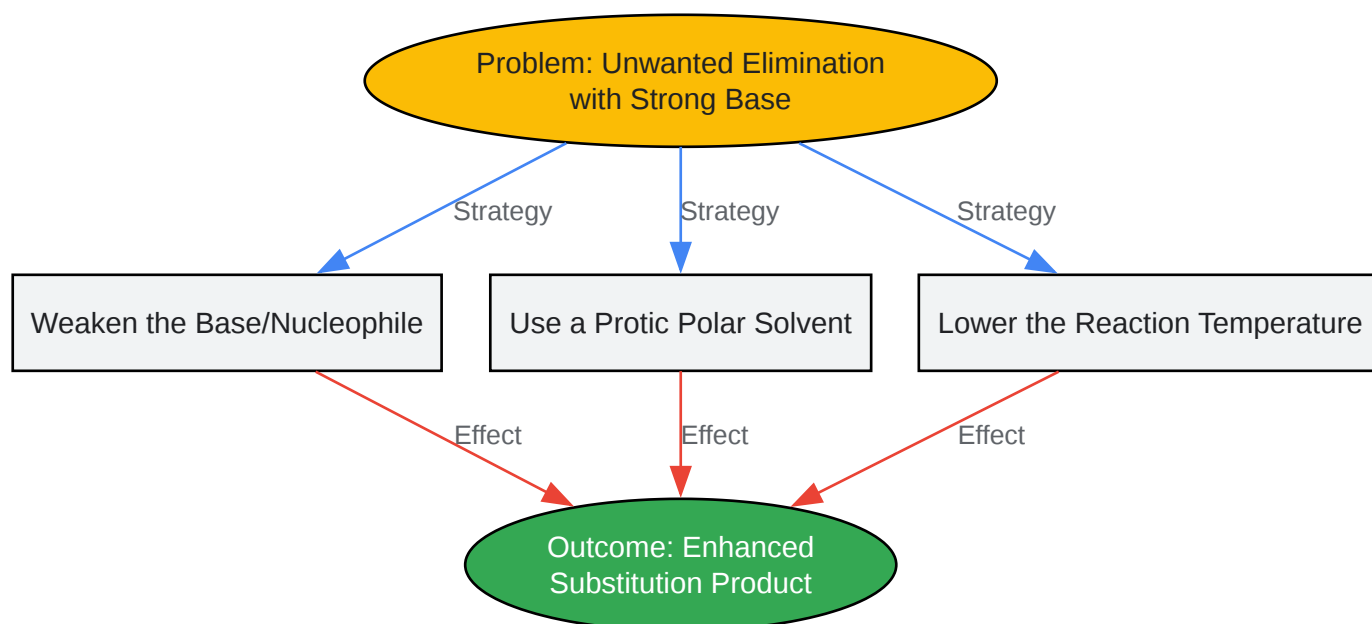 Problem: Unwanted Elimination
with Strong Base
Strategy
Strategy
Strategy
Weaken the Base/Nucleophile
Use a Protic Polar Solvent
Lower the Reaction Temperature
Effect
Effect
Effect
Outcome: Enhanced
Substitution Product